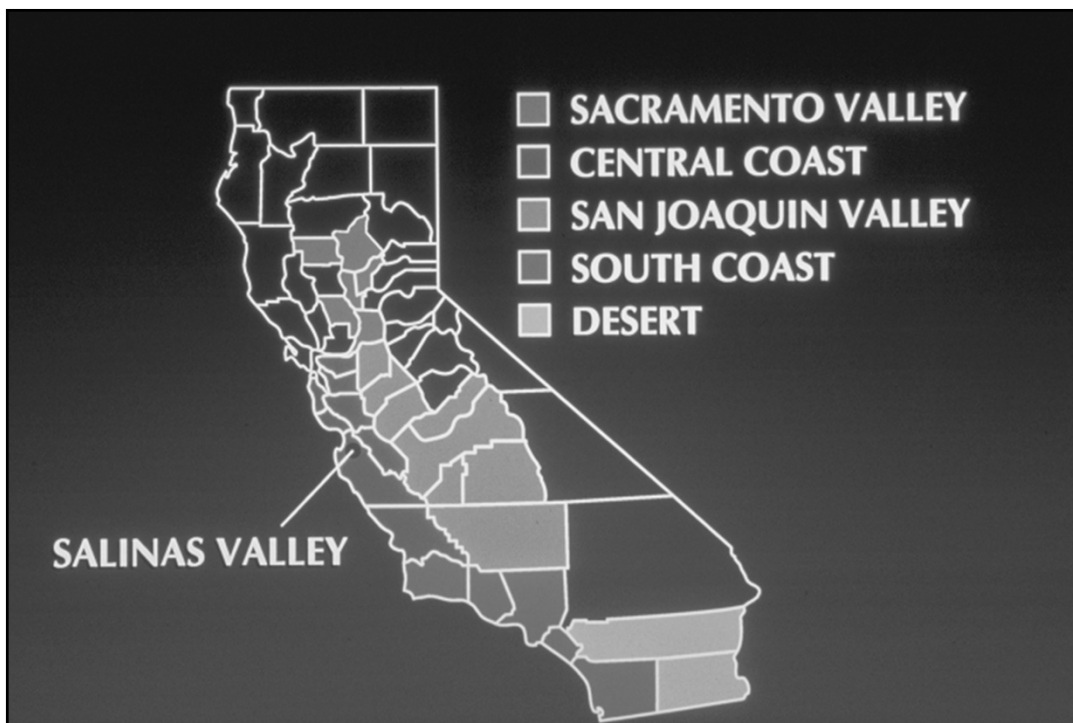 SACRAMENTO VALLEY
CENTRAL COAST
SAN JOAQUIN VALLEY
SOUTH COAST
DESERT
SALINAS VALLEY